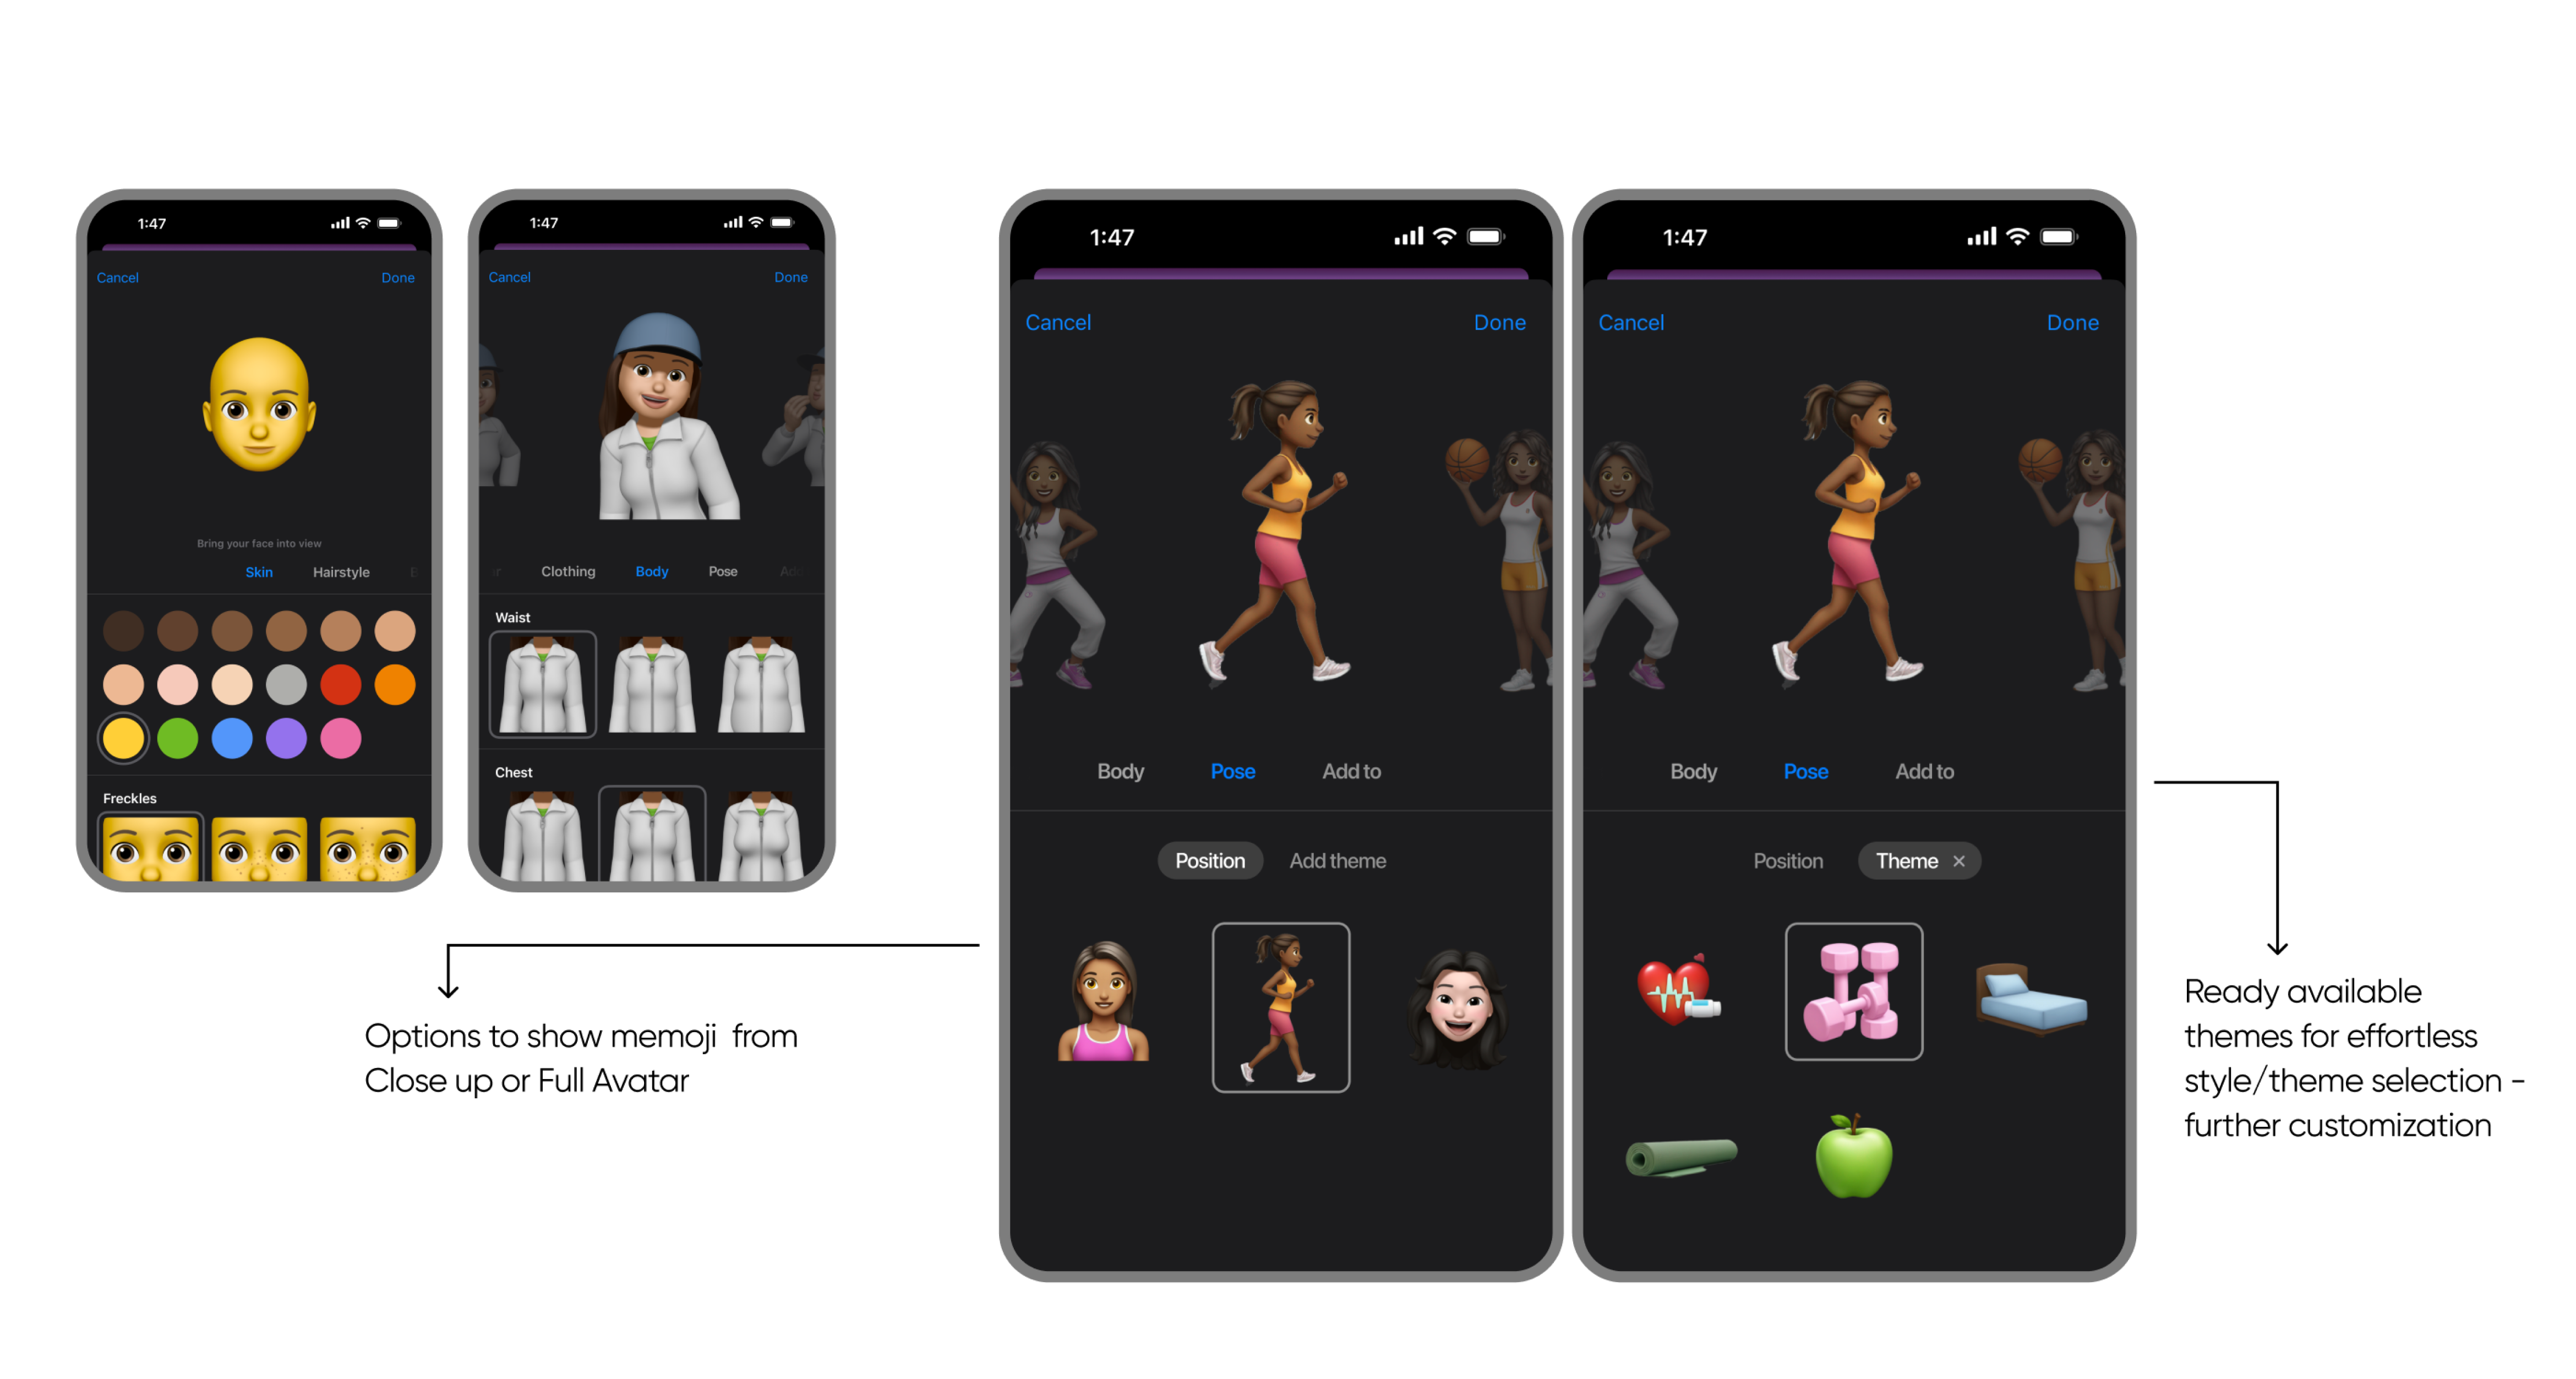 1:47
Cancel
Done
Bring your face into view
Skin
Hairstyle
Freckles
1:47
Cancel
Done
Clothing
Body
Pose
Waist
Chest
1:47
Cancel
Done
Body
Pose
Add to
Position
Add theme
1:47
Cancel
Done
Body
Pose
Add to
Position
Theme ×
Options to show memoji from
Close up or Full Avatar
Ready available
themes for effortless
style/theme selection -
further customization